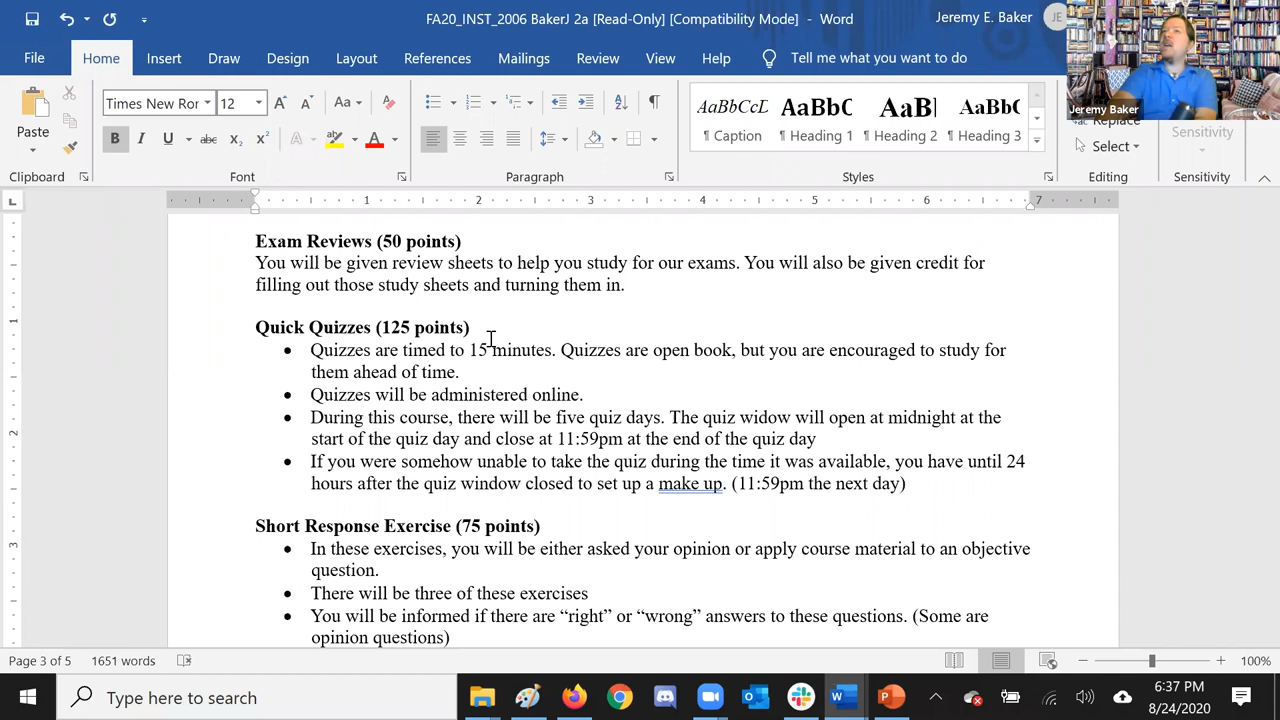 FA20_INST_2006 BakerJ 2a [Read-Only] [Compatibility Mode] - Word
Jeremy E. Baker
JE
File Home Insert Draw Design Layout References Mailings Review View Help Tell me what you want to do
Jeremy Baker
Paste
Times New Ror 12
Aa
AaBbCcL AaBbC AaB AaBbC
Caption Heading 1 Heading 2 Heading 3
Replace
Select
Sensitivity
Clipboard Font Paragraph Styles Editing Sensitivity
1 2 3 4 5 6 7
Exam Reviews (50 points)
You will be given review sheets to help you study for our exams. You will also be given credit for
filling out those study sheets and turning them in.
Quick Quizzes (125 points)
• Quizzes are timed to 15 minutes. Quizzes are open book, but you are encouraged to study for
them ahead of time.
• Quizzes will be administered online.
• During this course, there will be five quiz days. The quiz widow will open at midnight at the
start of the quiz day and close at 11:59pm at the end of the quiz day
• If you were somehow unable to take the quiz during the time it was available, you have until 24
hours after the quiz window closed to set up a make up. (11:59pm the next day)
Short Response Exercise (75 points)
• In these exercises, you will be either asked your opinion or apply course material to an objective
question.
• There will be three of these exercises
• You will be informed if there are “right” or “wrong” answers to these questions. (Some are
opinion questions)
Page 3 of 5 1651 words
100%
Type here to search
6:37 PM
8/24/2020